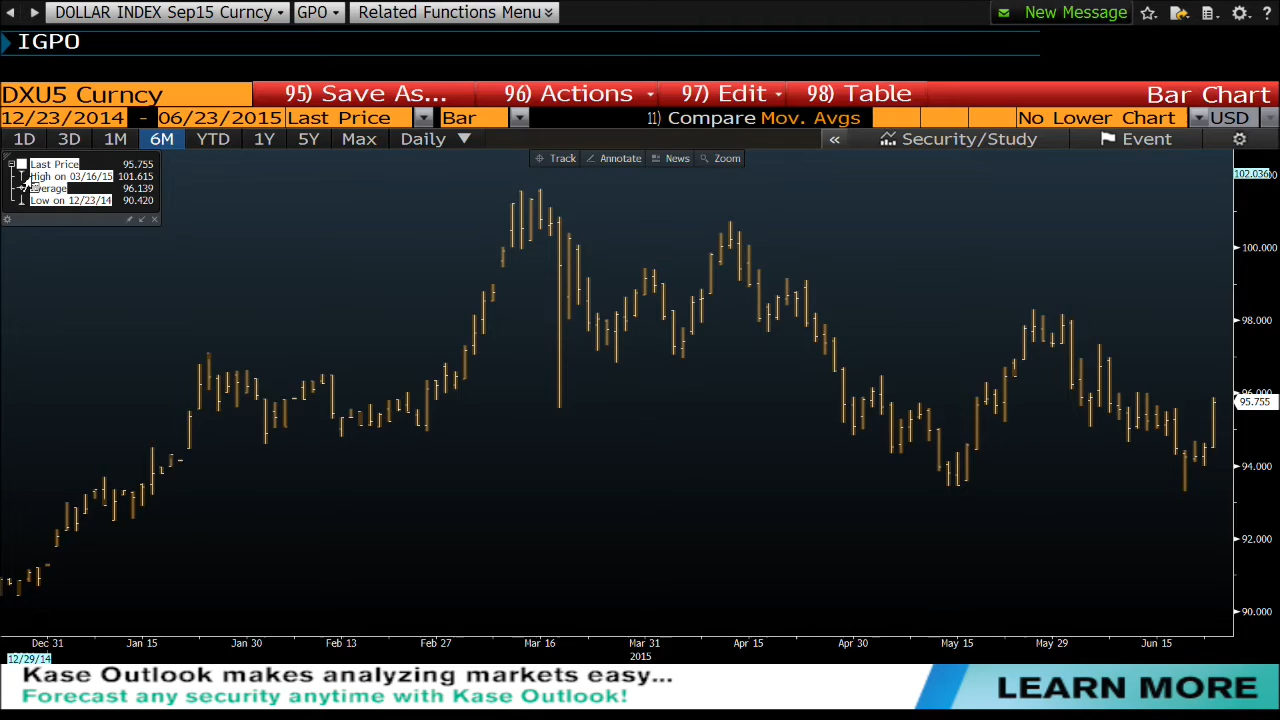 DOLLAR INDEX Sep15 Curncy GPO Related Functions Menu New Message ?
IGPO
DXU5 Curncy 95) Save As... 96) Actions 97) Edit 98) Table Bar Chart
12/23/2014 - 06/23/2015 Last Price Bar 11) Compare Mov. Avgs No Lower Chart USD
1D 3D 1M 6M YTD 1Y 5Y Max Daily « Security/Study Event
Track Annotate News Zoom
Last Price 95.755
High on 03/16/15 101.615
96.139
Low on 12/23/14 90.420
102.036
100.000
98.000
96.000
95.755
94.000
92.000
90.000
Dec 31 Jan 15 Jan 30 Feb 13 Feb 27 Mar 16 Mar 31 Apr 15 Apr 30 May 15 May 29 Jun 15
2015
12/29/14
Kase Outlook makes analyzing markets easy...
Forecast any security anytime with Kase Outlook!
LEARN MORE